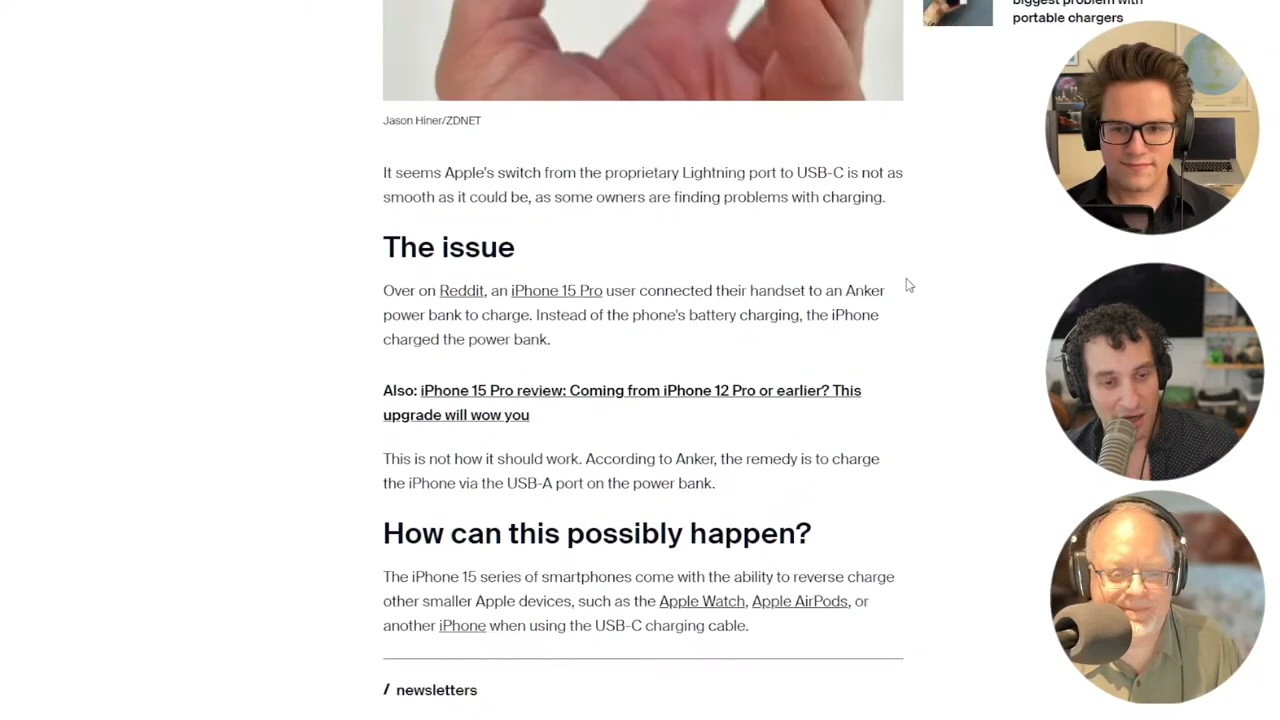 biggest problem with
portable chargers
Jason Hiner/ZDNET
It seems Apple's switch from the proprietary Lightning port to USB-C is not as
smooth as it could be, as some owners are finding problems with charging.
The issue
Over on Reddit, an iPhone 15 Pro user connected their handset to an Anker
power bank to charge. Instead of the phone's battery charging, the iPhone
charged the power bank.
Also: iPhone 15 Pro review: Coming from iPhone 12 Pro or earlier? This
upgrade will wow you
This is not how it should work. According to Anker, the remedy is to charge
the iPhone via the USB-A port on the power bank.
How can this possibly happen?
The iPhone 15 series of smartphones come with the ability to reverse charge
other smaller Apple devices, such as the Apple Watch, Apple AirPods, or
another iPhone when using the USB-C charging cable.
/ newsletters